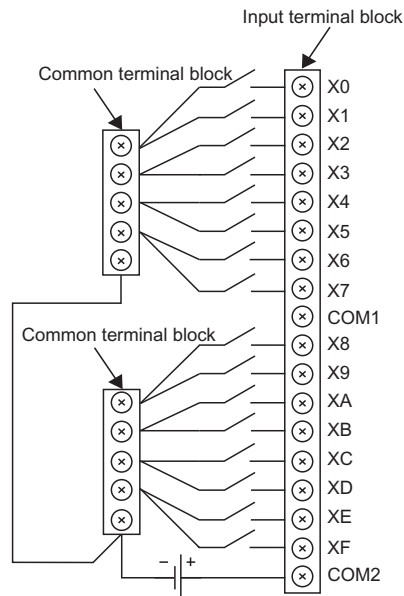 Input terminal block
Common terminal block
X0
X1
X2
X3
X4
X5
X6
X7
COM1
Common terminal block
X8
X9
XA
XB
XC
XD
XE
XF
− +
COM2